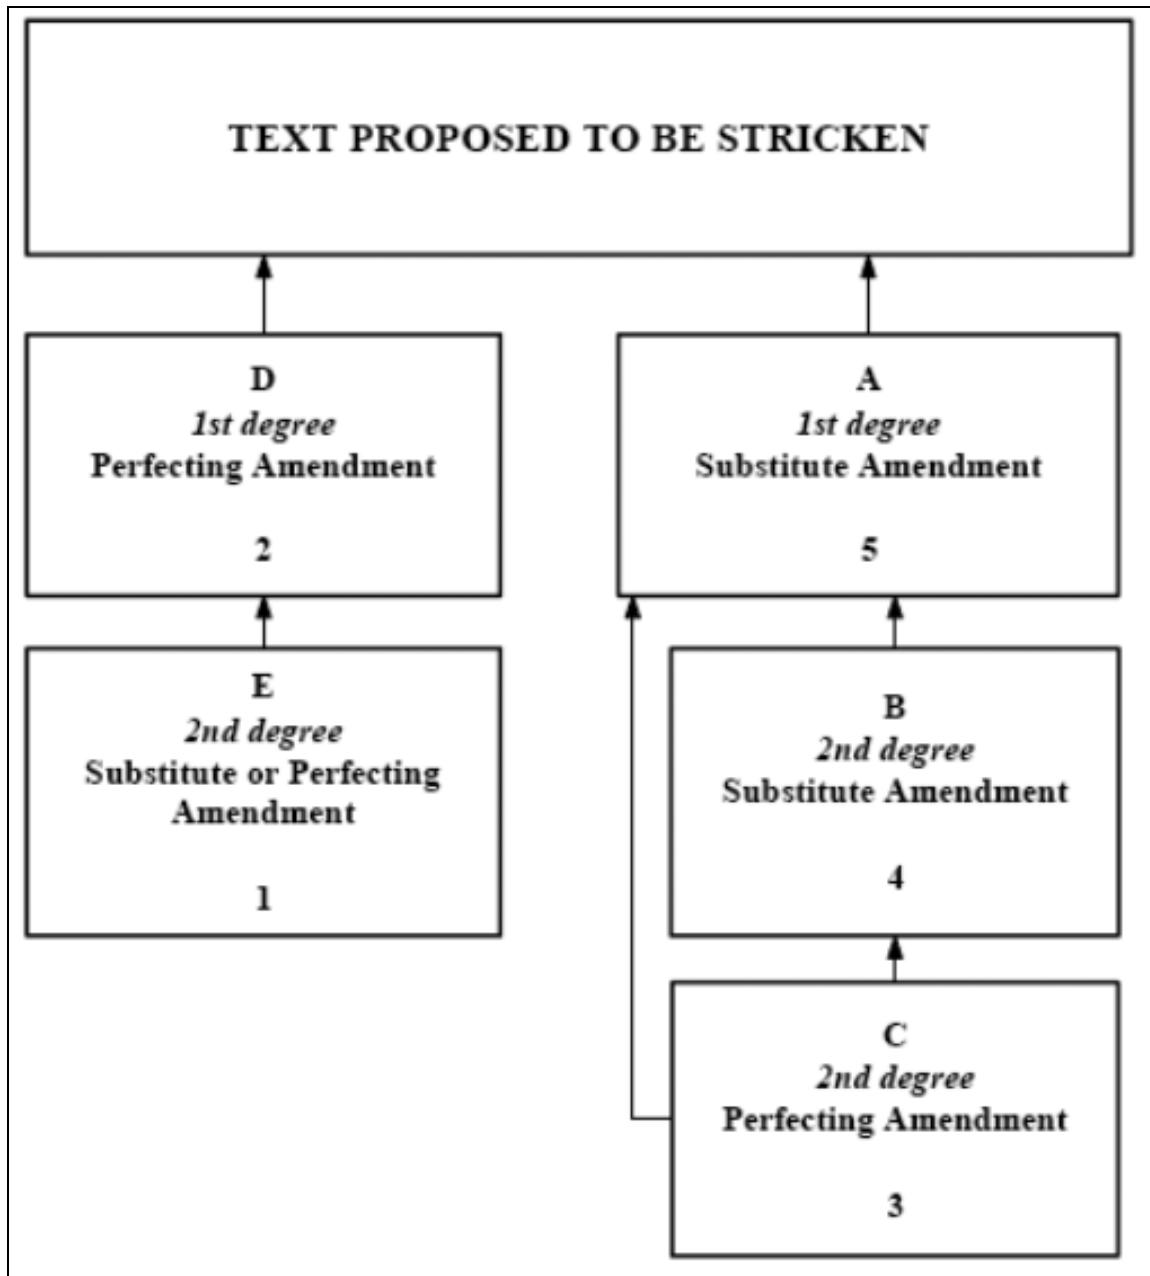 TEXT PROPOSED TO BE STRICKEN
D
1st degree
Perfecting Amendment
2
A
1st degree
Substitute Amendment
5
E
2nd degree
Substitute or Perfecting
Amendment
1
B
2nd degree
Substitute Amendment
4
C
2nd degree
Perfecting Amendment
3